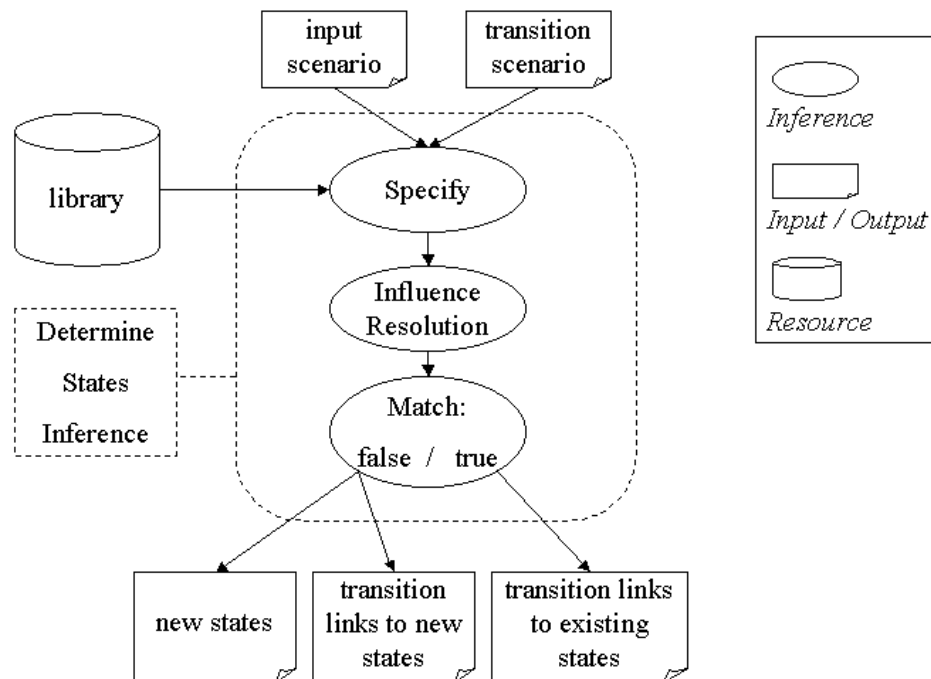 input
scenario
transition
scenario
library
Specify
Influence
Resolution
Determine
States
Inference
Match:
false / true
new states
transition
links to new
states
transition links
to existing
states
Inference
Input / Output
Resource